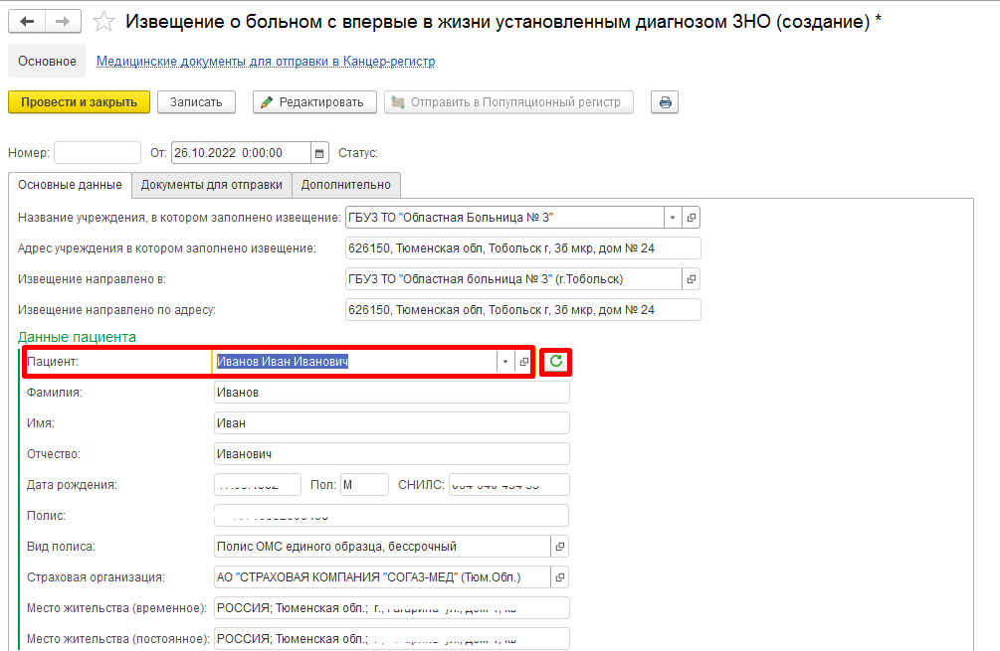 Извещение о больном с впервые в жизни установленным диагнозом ЗНО (создание) *
Основное Медицинские документы для отправки в Канцер-регистр
Провести и закрыть Записать Редактировать Отправить в Популяционный регистр
Номер: От: 26.10.2022 0:00:00 Статус:
Основные данные Документы для отправки Дополнительно
Название учреждения, в котором заполнено извещение: ГБУЗ ТО "Областная Больница № 3"
Адрес учреждения в котором заполнено извещение: 626150, Тюменская обл, Тобольск г, 3б мкр, дом № 24
Извещение направлено в: ГБУЗ ТО "Областная больница № 3" (г.Тобольск)
Извещение направлено по адресу: 626150, Тюменская обл, Тобольск г, 3б мкр, дом № 24
Данные пациента
Пациент: Иванов Иван Иванович
Фамилия: Иванов
Имя: Иван
Отчество: Иванович
Дата рождения: Пол: М СНИЛС:
Полис:
Вид полиса: Полис ОМС единого образца, бессрочный
Страховая организация: АО "СТРАХОВАЯ КОМПАНИЯ "СОГАЗ-МЕД" (Тюм.Обл.)
Место жительства (временное): РОССИЯ; Тюменская обл.; г.,
Место жительства (постоянное): РОССИЯ; Тюменская обл.;